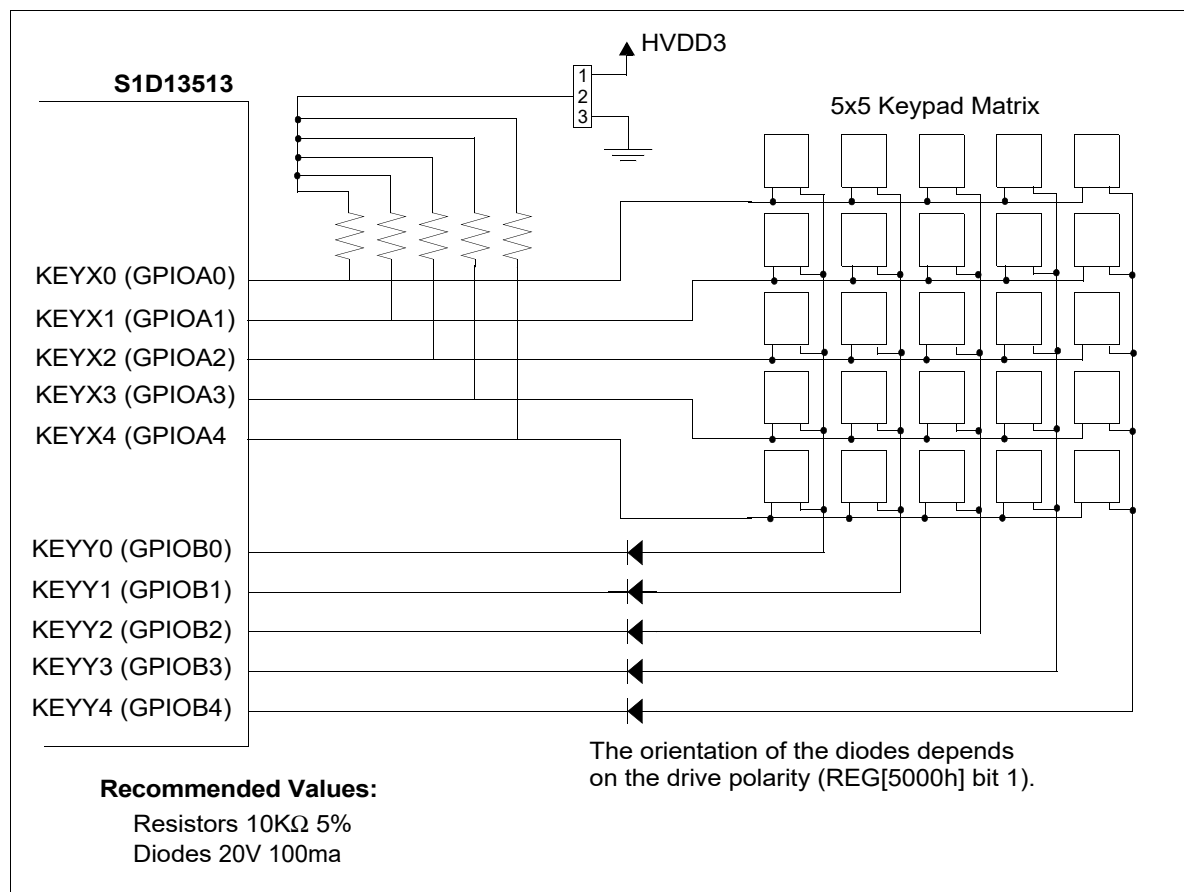 HVDD3
S1D13513
1
2
3
5x5 Keypad Matrix
KEYX0 (GPIOA0)
KEYX1 (GPIOA1)
KEYX2 (GPIOA2)
KEYX3 (GPIOA3)
KEYX4 (GPIOA4
KEYY0 (GPIOB0)
KEYY1 (GPIOB1)
KEYY2 (GPIOB2)
KEYY3 (GPIOB3)
KEYY4 (GPIOB4)
The orientation of the diodes depends
on the drive polarity (REG[5000h] bit 1).
Recommended Values:
Resistors 10KΩ 5%
Diodes 20V 100ma